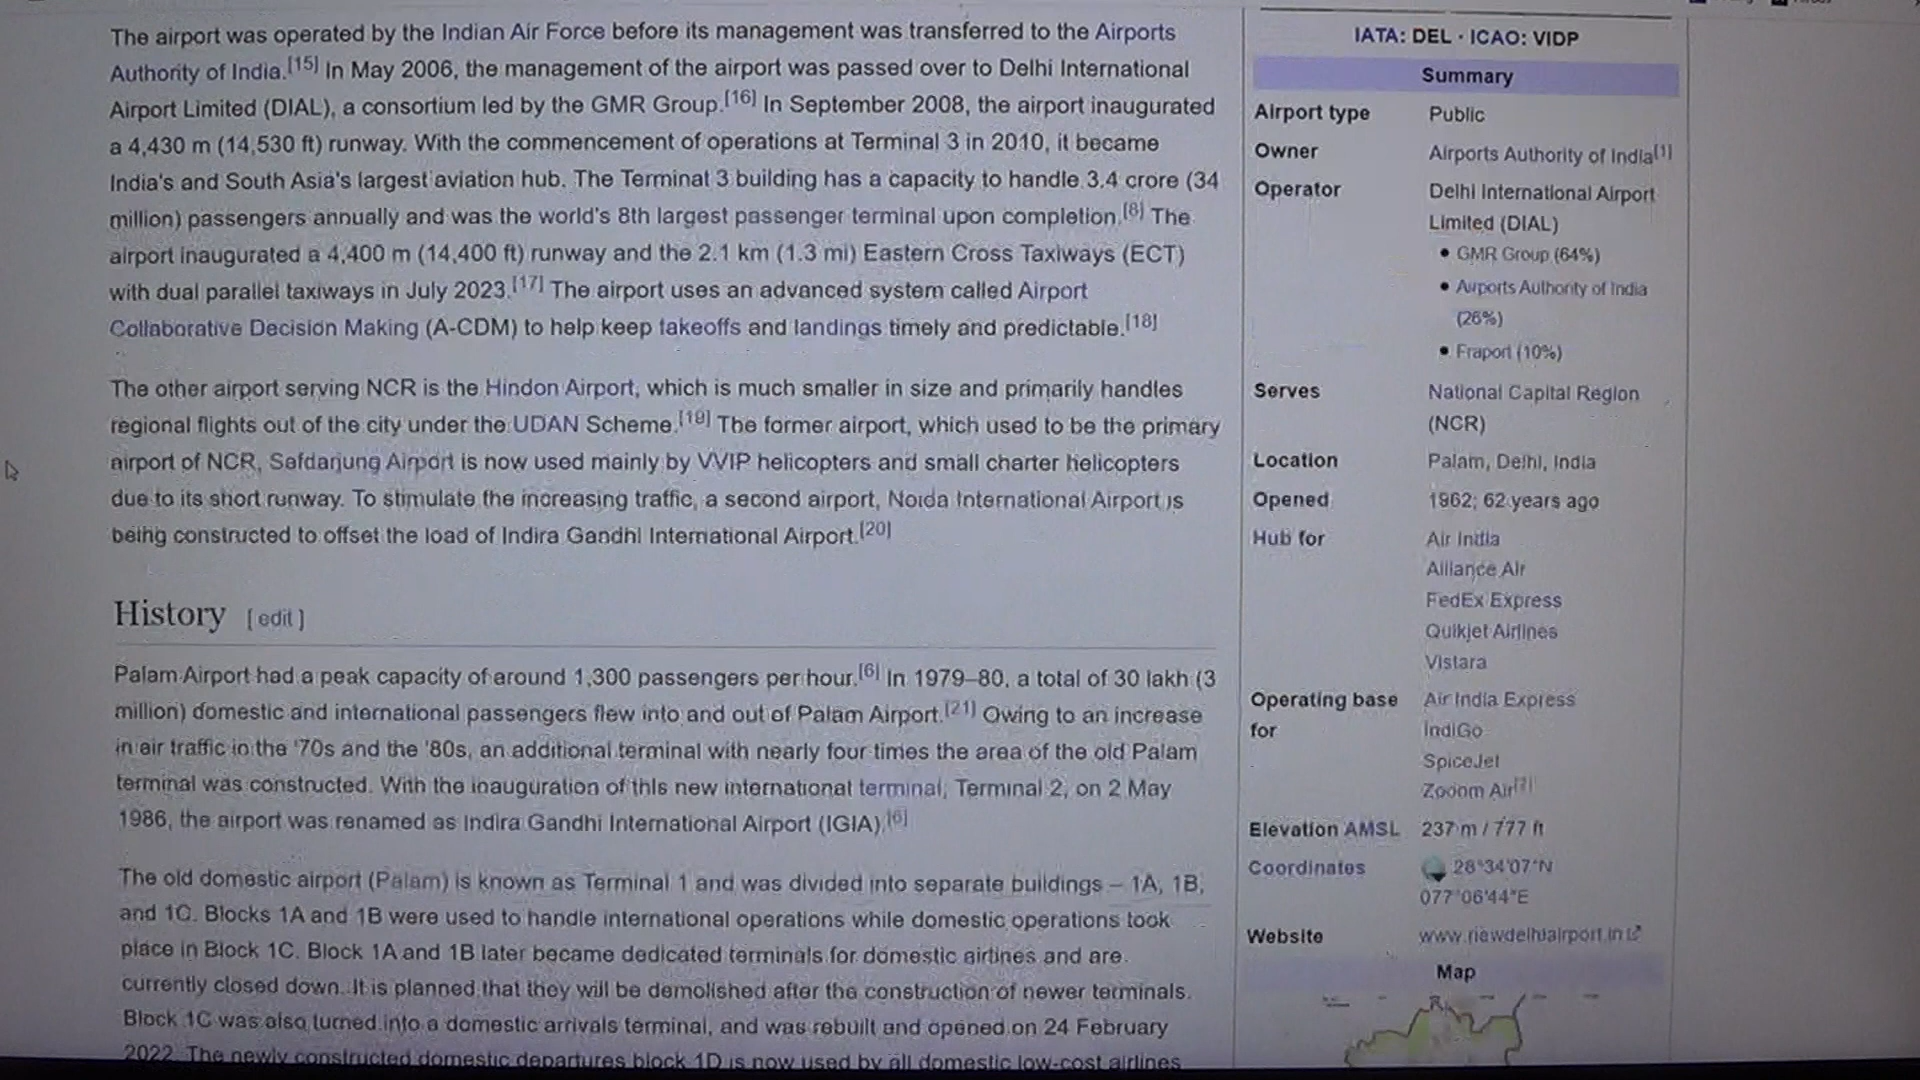 The airport was operated by the Indian Air Force before its management was transferred to the Airports
Authority of India.[15] In May 2006, the management of the airport was passed over to Delhi International
Airport Limited (DIAL), a consortium led by the GMR Group.[16] In September 2008, the airport inaugurated
a 4,430 m (14,530 ft) runway. With the commencement of operations at Terminal 3 in 2010, it became
India's and South Asia's largest aviation hub. The Terminal 3 building has a capacity to handle 3.4 crore (34
million) passengers annually and was the world's 8th largest passenger terminal upon completion.[8] The
airport inaugurated a 4,400 m (14,400 ft) runway and the 2.1 km (1.3 mi) Eastern Cross Taxiways (ECT)
with dual parallel taxiways in July 2023.[17] The airport uses an advanced system called Airport
Collaborative Decision Making (A-CDM) to help keep takeoffs and landings timely and predictable.[18]
The other airport serving NCR is the Hindon Airport, which is much smaller in size and primarily handles
regional flights out of the city under the UDAN Scheme.[19] The former airport, which used to be the primary
airport of NCR, Safdarjung Airport is now used mainly by VVIP helicopters and small charter helicopters
due to its short runway. To stimulate the increasing traffic, a second airport, Noida International Airport is
being constructed to offset the load of Indira Gandhi International Airport.[20]
History [ edit ]
Palam Airport had a peak capacity of around 1,300 passengers per hour.[6] In 1979–80, a total of 30 lakh (3
million) domestic and international passengers flew into and out of Palam Airport.[21] Owing to an increase
in air traffic in the '70s and the '80s, an additional terminal with nearly four times the area of the old Palam
terminal was constructed. With the inauguration of this new international terminal, Terminal 2, on 2 May
1986, the airport was renamed as Indira Gandhi International Airport (IGIA).[6]
The old domestic airport (Palam) is known as Terminal 1 and was divided into separate buildings – 1A, 1B,
and 1C. Blocks 1A and 1B were used to handle international operations while domestic operations took
place in Block 1C. Block 1A and 1B later became dedicated terminals for domestic airlines and are
currently closed down. It is planned that they will be demolished after the construction of newer terminals.
Block 1C was also turned into a domestic arrivals terminal, and was rebuilt and opened on 24 February
2022. The newly constructed domestic departures block 1D is now used by all domestic low-cost airlines
IATA: DEL · ICAO: VIDP
Summary
Airport type Public
Owner Airports Authority of India[1]
Operator Delhi International Airport
Limited (DIAL)
• GMR Group (64%)
• Airports Authority of India
(26%)
• Fraport (10%)
Serves National Capital Region
(NCR)
Location Palam, Delhi, India
Opened 1962; 62 years ago
Hub for Air India
Alliance Air
FedEx Express
Quikjet Airlines
Vistara
Operating base Air India Express
for IndiGo
SpiceJet
Zooom Air[2]
Elevation AMSL 237 m / 777 ft
Coordinates 28°34′07″N
077°06′44″E
Website www.newdelhiairport.in
Map